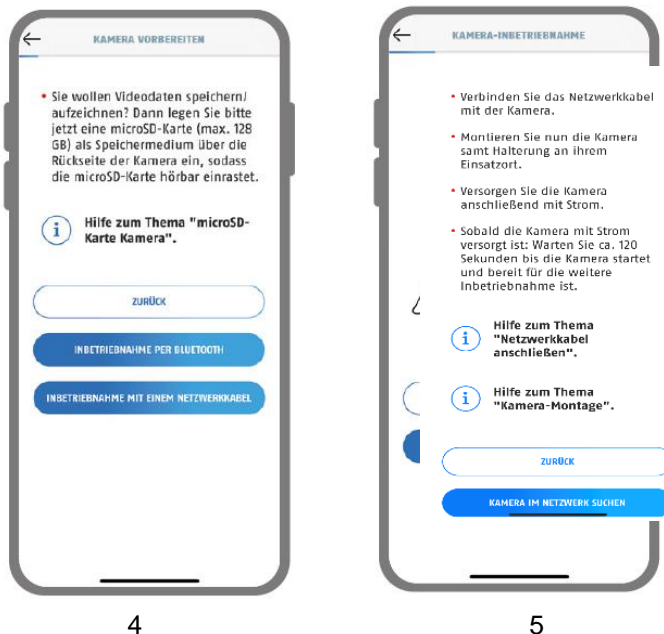 KAMERA VORBEREITEN
• Sie wollen Videodaten speichern/
aufzeichnen? Dann legen Sie bitte
jetzt eine microSD-Karte (max. 128
GB) als Speichermedium über die
Rückseite der Kamera ein, sodass
die microSD-Karte hörbar einrastet.
Hilfe zum Thema "microSD-
Karte Kamera".
ZURÜCK
INBETRIEBNAHME PER BLUETOOTH
INBETRIEBNAHME MIT EINEM NETZWERKKABEL
4
KAMERA-INBETRIEBNAHME
• Verbinden Sie das Netzwerkkabel
mit der Kamera.
• Montieren Sie nun die Kamera
samt Halterung an ihrem
Einsatzort.
• Versorgen Sie die Kamera
anschließend mit Strom.
• Sobald die Kamera mit Strom
versorgt ist: Warten Sie ca. 120
Sekunden bis die Kamera startet
und bereit für die weitere
Inbetriebnahme ist.
Hilfe zum Thema
"Netzwerkkabel
anschließen".
Hilfe zum Thema
"Kamera-Montage".
ZURÜCK
KAMERA IM NETZWERK SUCHEN
5